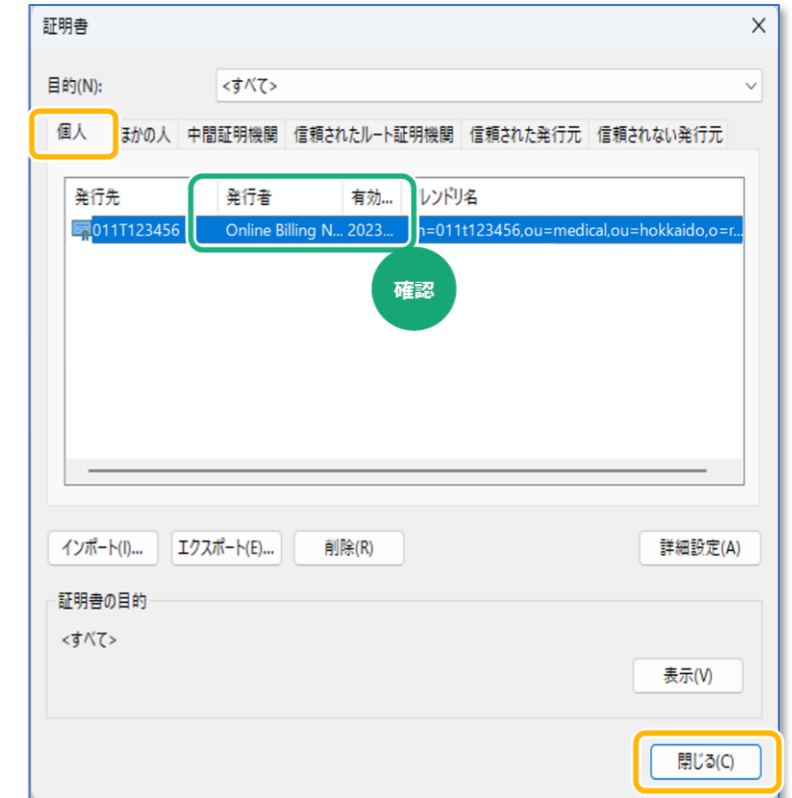 証明書
目的(N): <すべて>
個人 ほかの人 中間証明機関 信頼されたルート証明機関 信頼された発行元 信頼されない発行元
発行先 発行者 有効... レンドリ名
011T123456 Online Billing N... 2023... n=011t123456,ou=medical,ou=hokkaido,o=r...
確認
インポート(I)... エクスポート(E)... 削除(R) 詳細設定(A)
証明書の目的
<すべて>
表示(V)
閉じる(C)